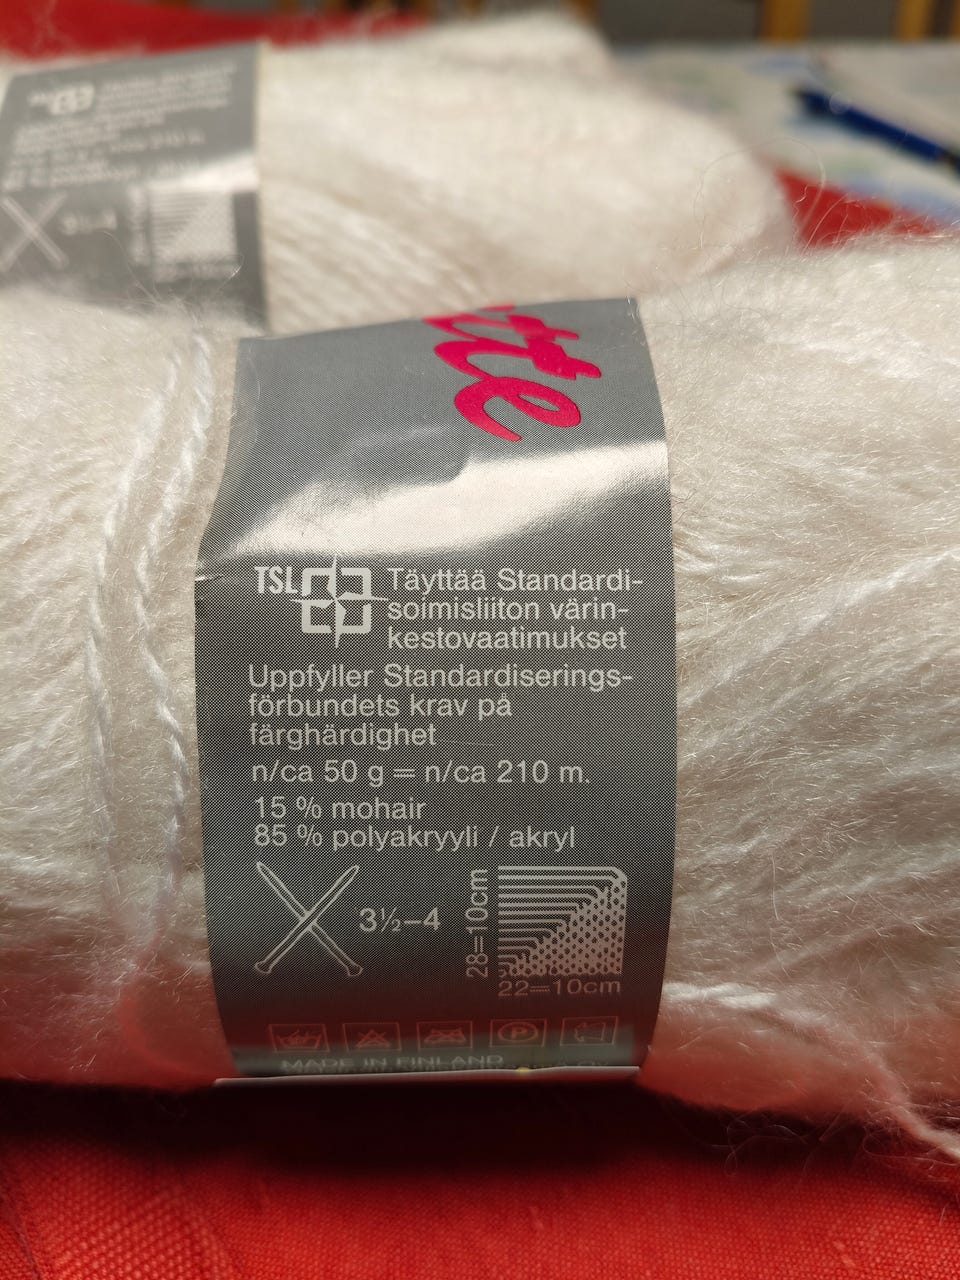 tte
TSL
Täyttää Standardi-
soimisliiton värin-
kestovaatimukset
Uppfyller Standardiserings-
förbundets krav på
färghärdighet
n/ca 50 g = n/ca 210 m.
15 % mohair
85 % polyakryyli / akryl
3½–4
28=10cm
22=10cm
P
MADE IN FINLAND